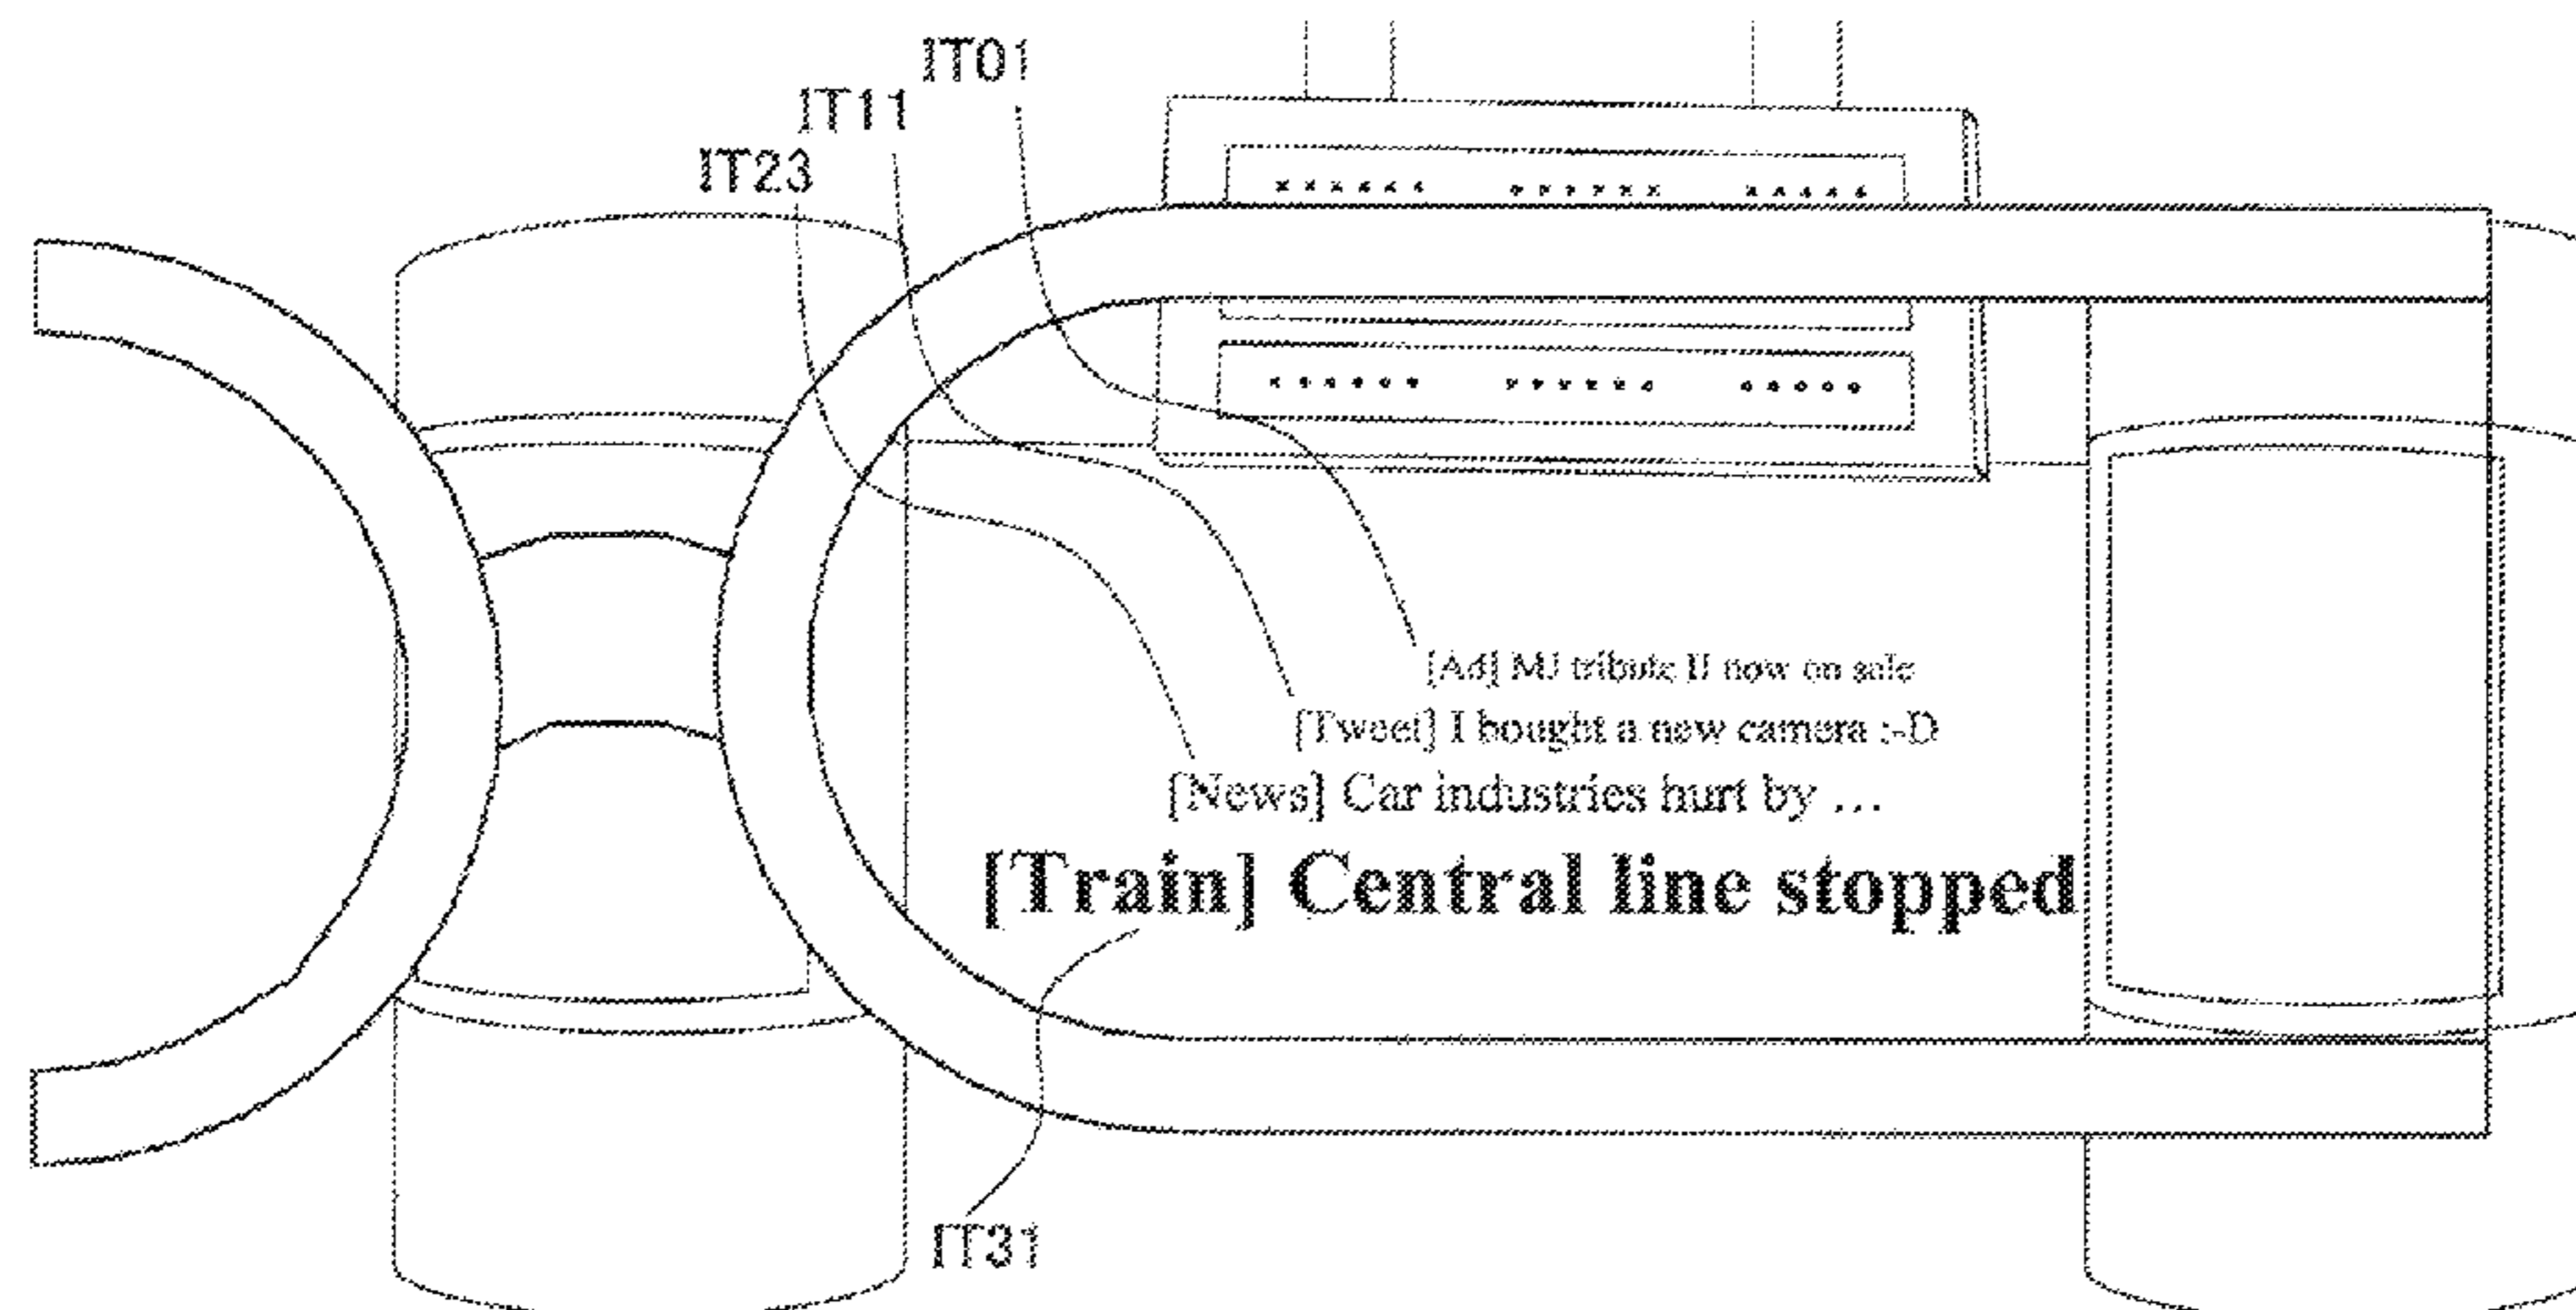 IT01
IT11
IT23
[Ad] MJ tribute II now on sale
[Tweet] I bought a new camera :-D
[News] Car industries hurt by ...
[Train] Central line stopped
IT31